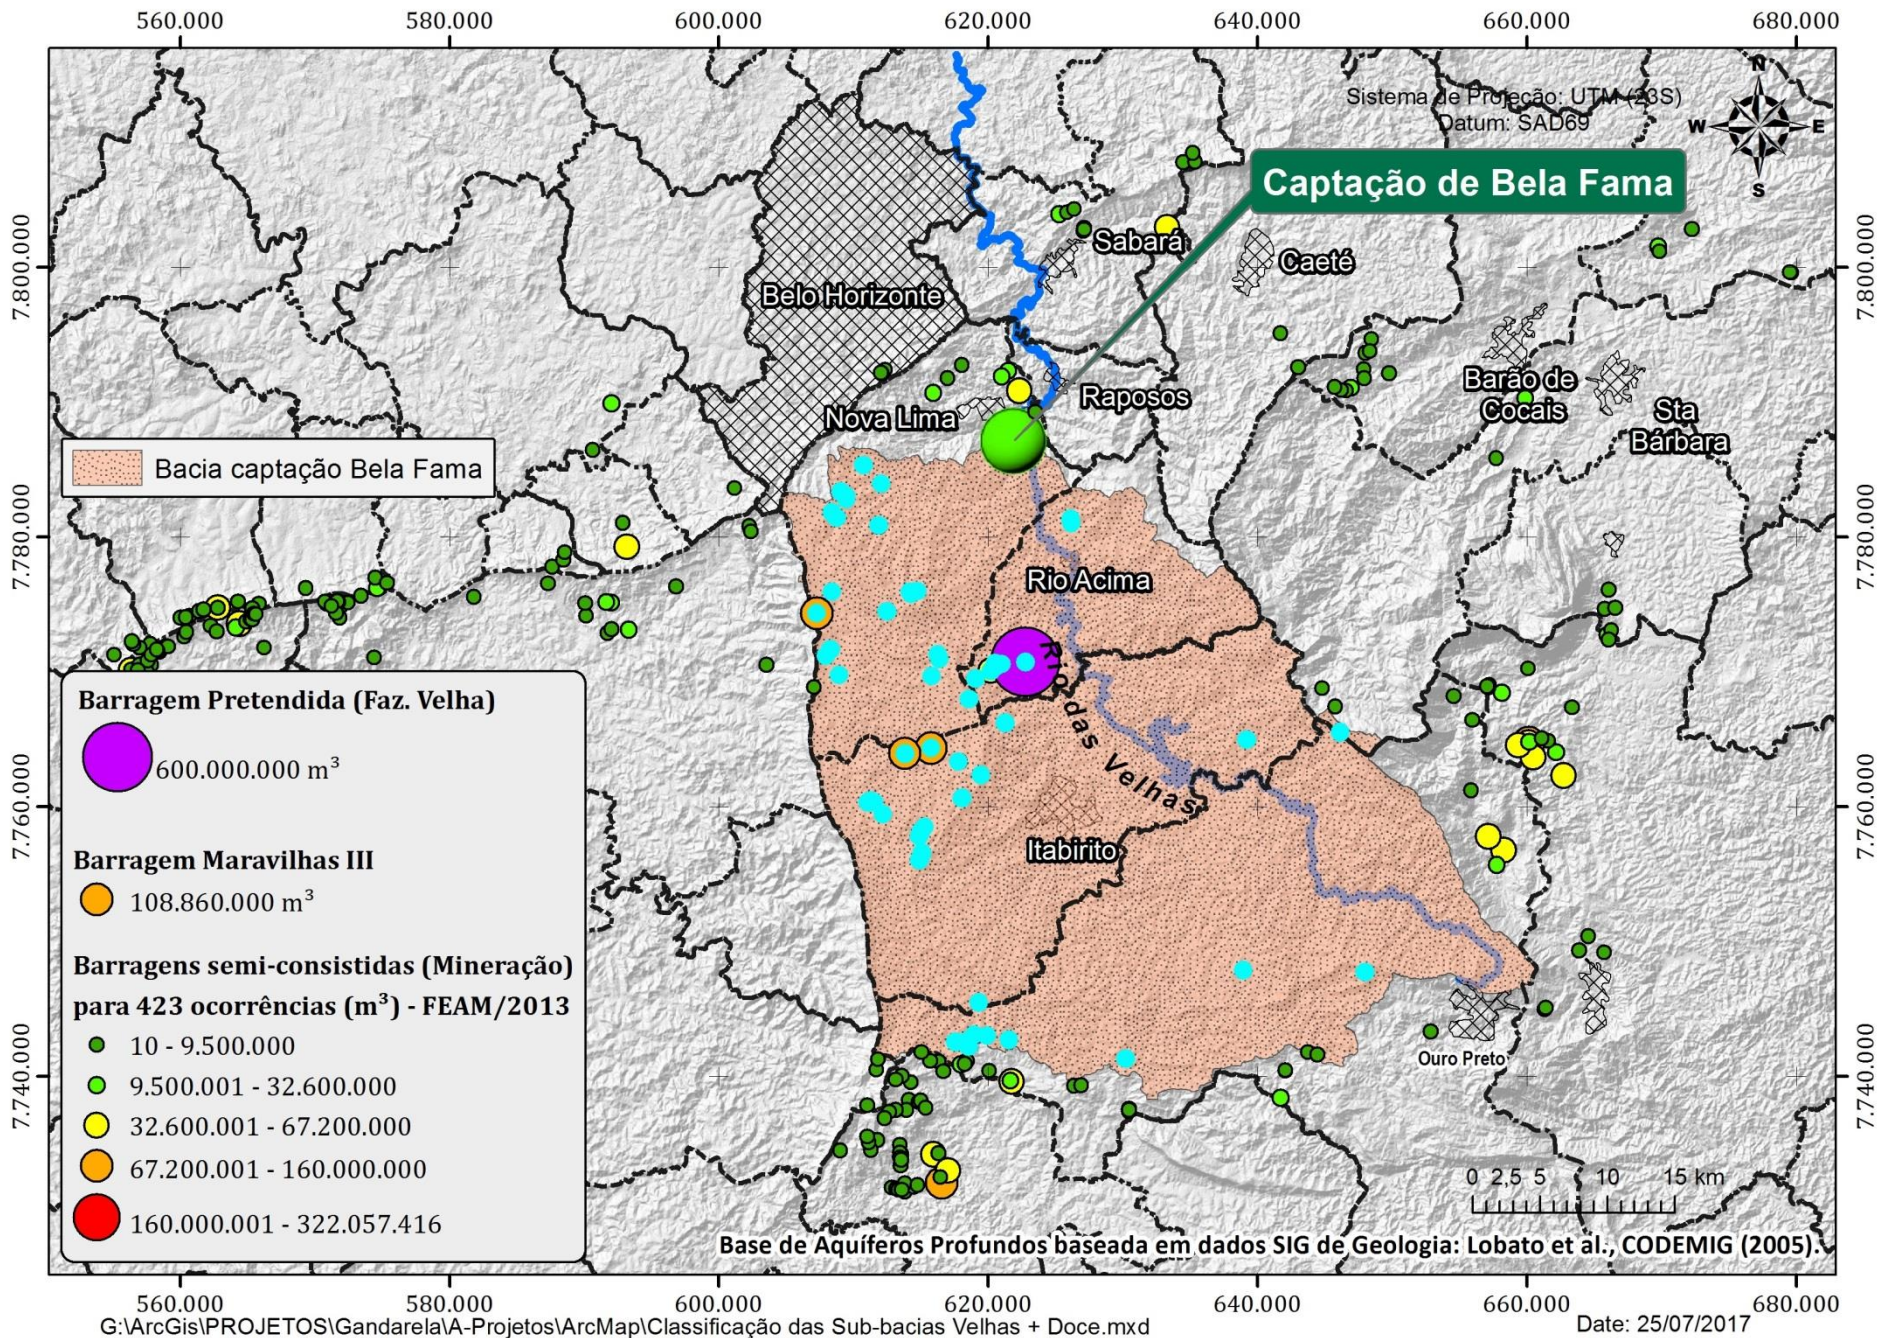 560.000
580.000
600.000
620.000
640.000
660.000
680.000
Sistema de Projeção: UTM (23S)
Datum: SAD69
N
W
E
S
Captação de Bela Fama
7.800.000
7.800.000
Sabará
Caeté
Belo Horizonte
Raposos
Nova Lima
Barão de
Cocais
Sta
Bárbara
Bacia captação Bela Fama
7.780.000
7.780.000
Rio Acima
Rio das Velhas
Itabirito
7.760.000
7.760.000
Barragem Pretendida (Faz. Velha)
600.000.000 m³
Barragem Maravilhas III
108.860.000 m³
Barragens semi-consistidas (Mineração)
para 423 ocorrências (m³) - FEAM/2013
10 - 9.500.000
9.500.001 - 32.600.000
32.600.001 - 67.200.000
67.200.001 - 160.000.000
160.000.001 - 322.057.416
Ouro Preto
7.740.000
7.740.000
0 2,5 5 10 15 km
Base de Aquíferos Profundos baseada em dados SIG de Geologia: Lobato et al., CODEMIG (2005).
560.000
580.000
600.000
620.000
640.000
660.000
680.000
G:\ArcGis\PROJETOS\Gandarela\A-Projetos\ArcMap\Classificação das Sub-bacias Velhas + Doce.mxd
Date: 25/07/2017